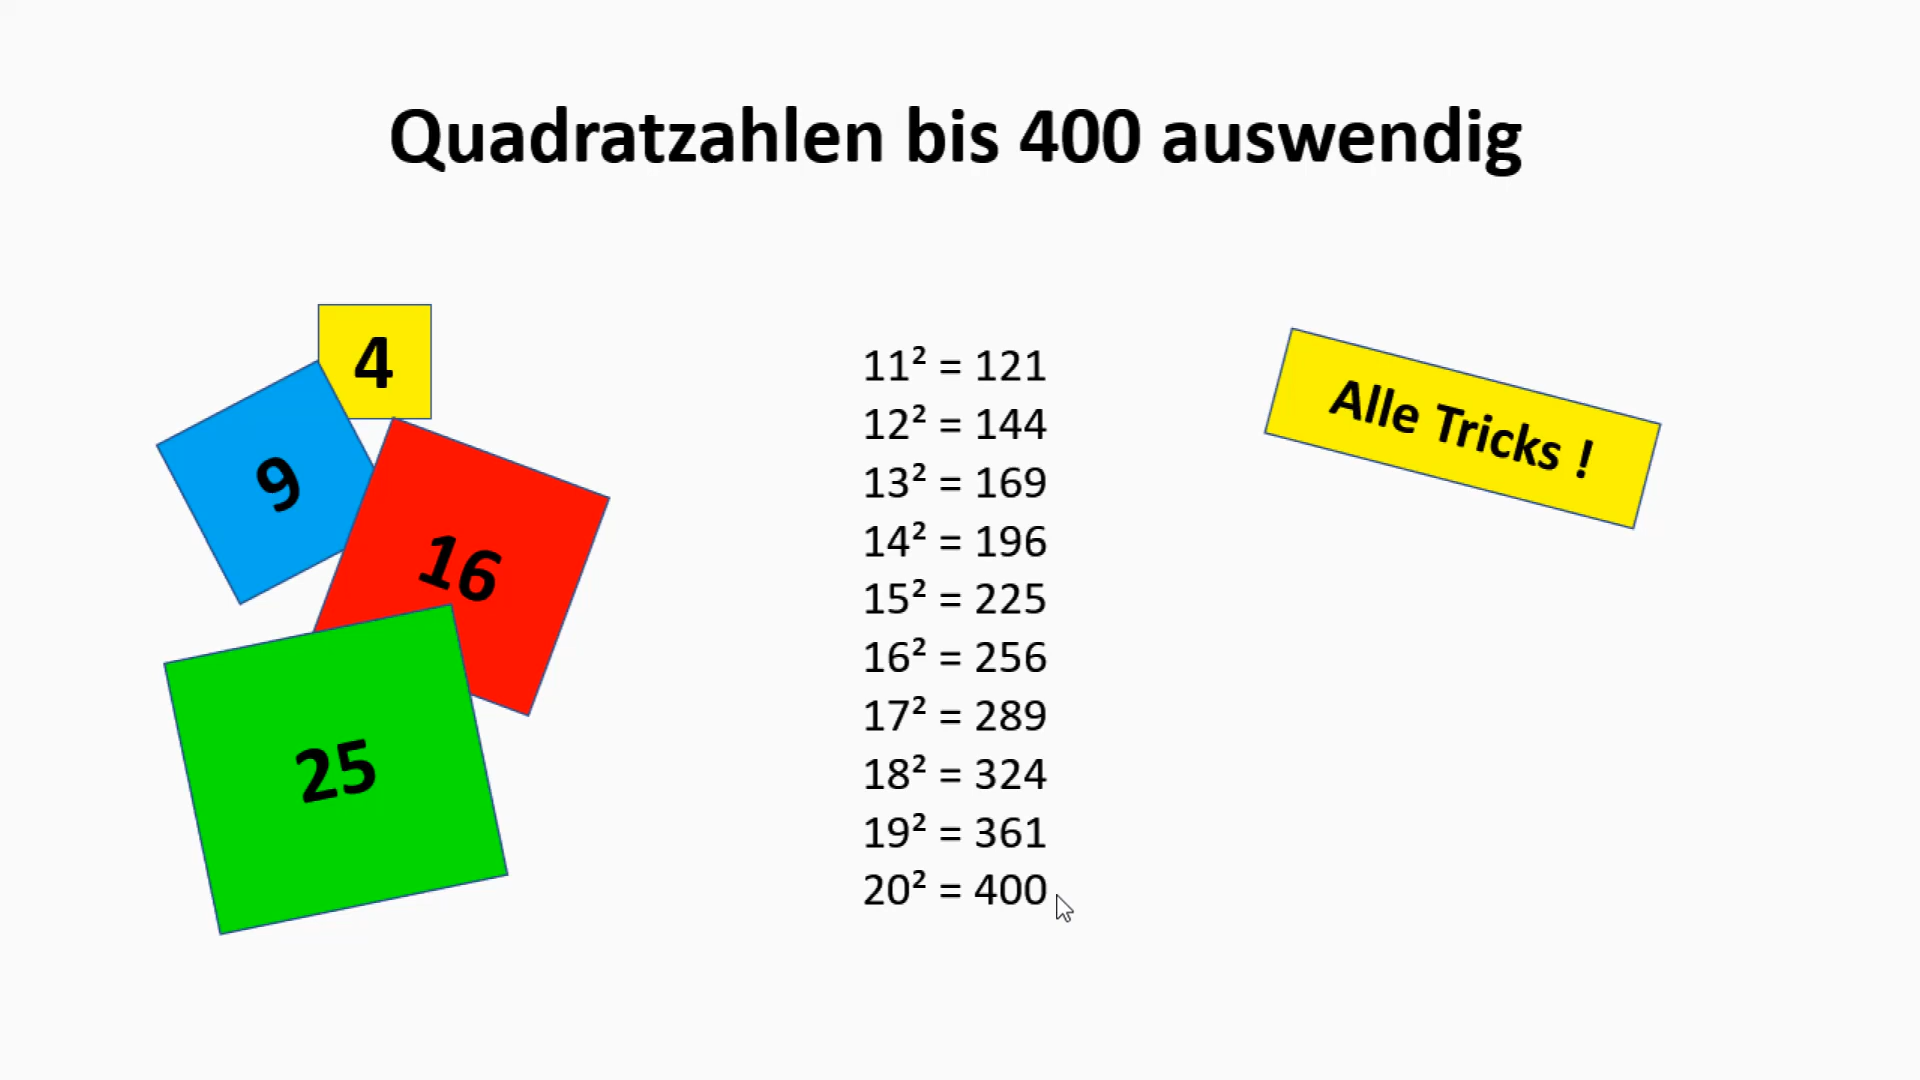 Quadratzahlen bis 400 auswendig
4
9
16
25
11² = 121
12² = 144
13² = 169
14² = 196
15² = 225
16² = 256
17² = 289
18² = 324
19² = 361
20² = 400
Alle Tricks !